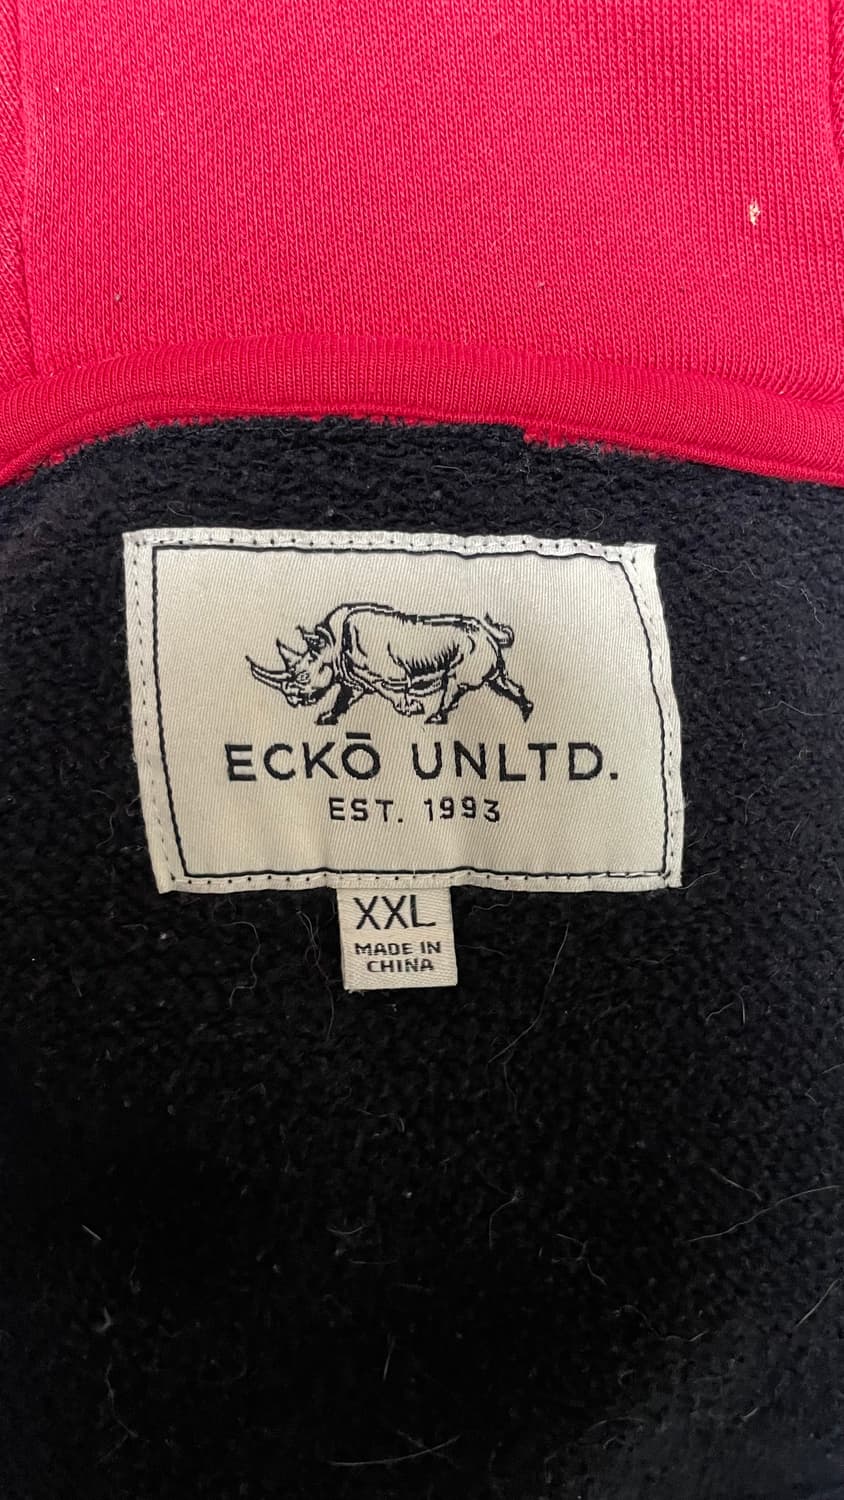 ECKŌ UNLTD.
EST. 1993
XXL
MADE IN
CHINA